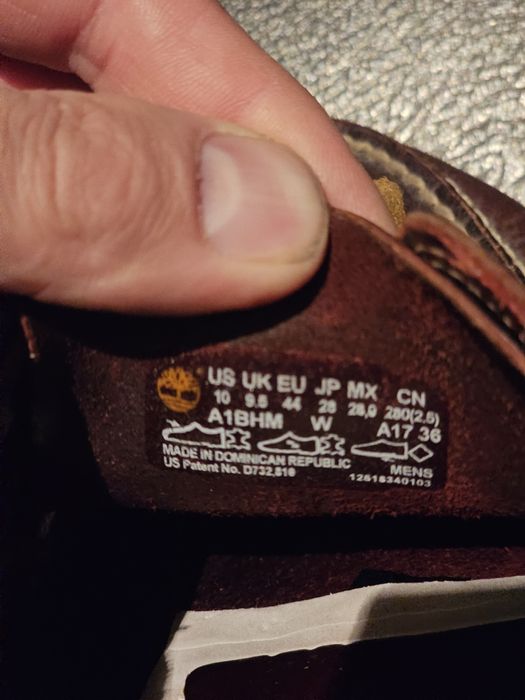 US UK EU JP MX CN
10 9.5 44 28 28,0 280(2.5)
A1BHM W A17 36
MADE IN DOMINICAN REPUBLIC
US Patent No. D732,810 MENS
12618340103